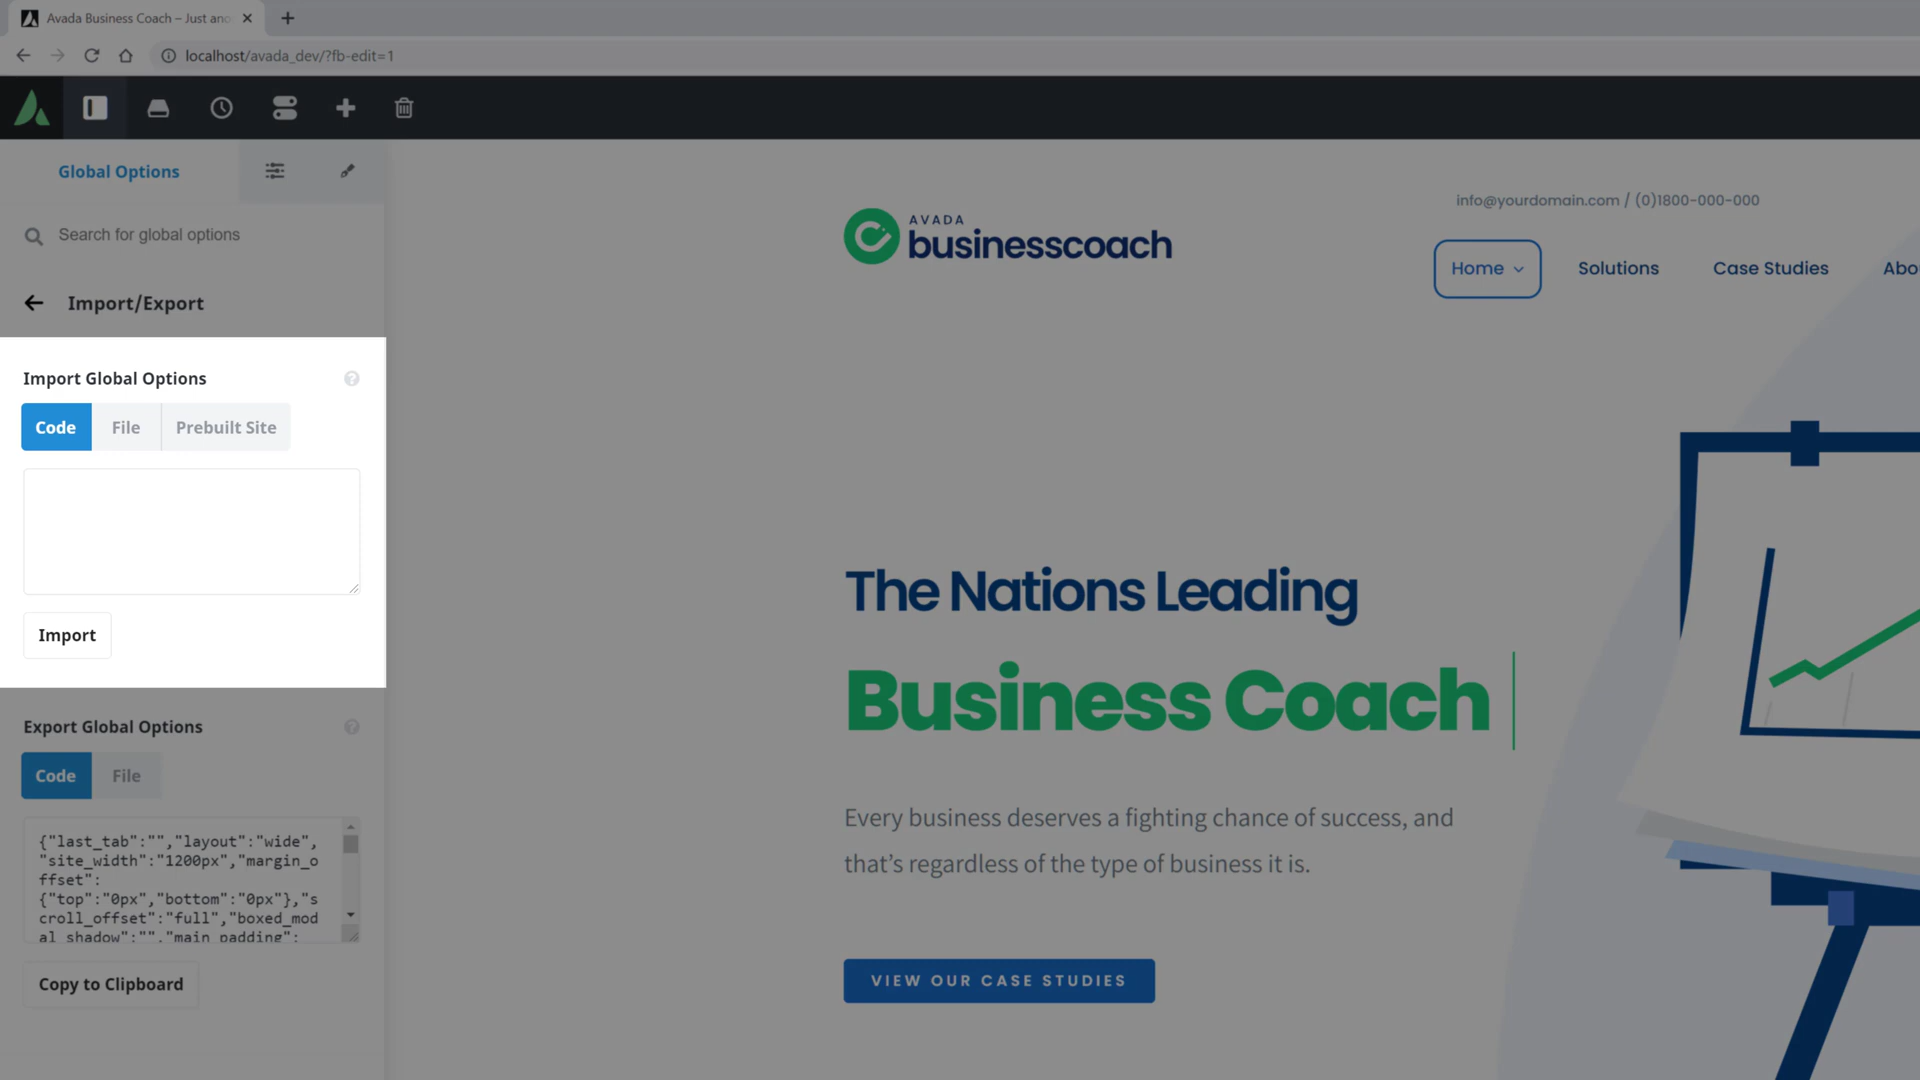 Avada Business Coach – Just ano
localhost/avada_dev/?fb-edit=1
Global Options
Search for global options
Import/Export
Import Global Options
?
Code File Prebuilt Site
Import
Export Global Options
?
Code File
{"last_tab":"","layout":"wide",
"site_width":"1200px","margin_o
ffset":
{"top":"0px","bottom":"0px"},"s
croll_offset":"full","boxed_mod
al_shadow":"","main_padding":
Copy to Clipboard
AVADA
businesscoach
info@yourdomain.com / (0)1800-000-000
Home Solutions Case Studies Abo
The Nations Leading
Business Coach
Every business deserves a fighting chance of success, and
that’s regardless of the type of business it is.
VIEW OUR CASE STUDIES